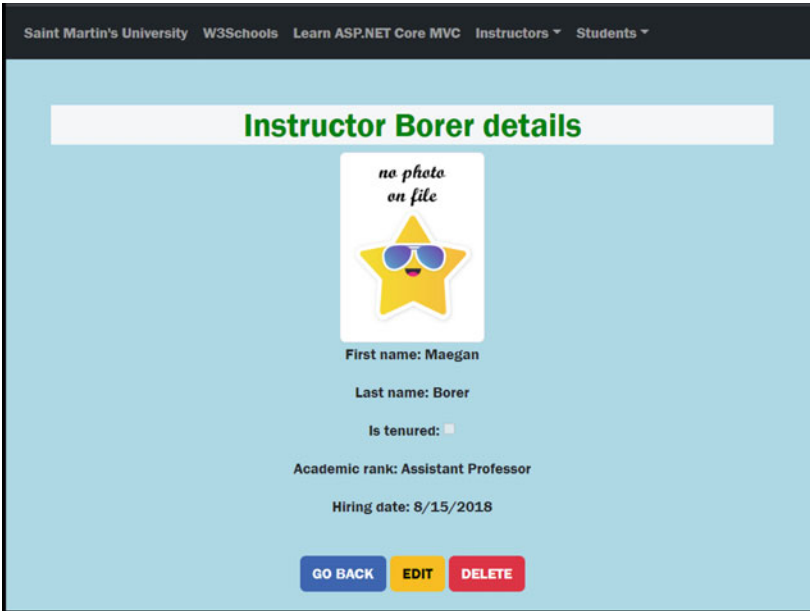 Saint Martin's University W3Schools Learn ASP.NET Core MVC Instructors Students
Instructor Borer details
no photo
on file
First name: Maegan
Last name: Borer
Is tenured:
Academic rank: Assistant Professor
Hiring date: 8/15/2018
GO BACK EDIT DELETE